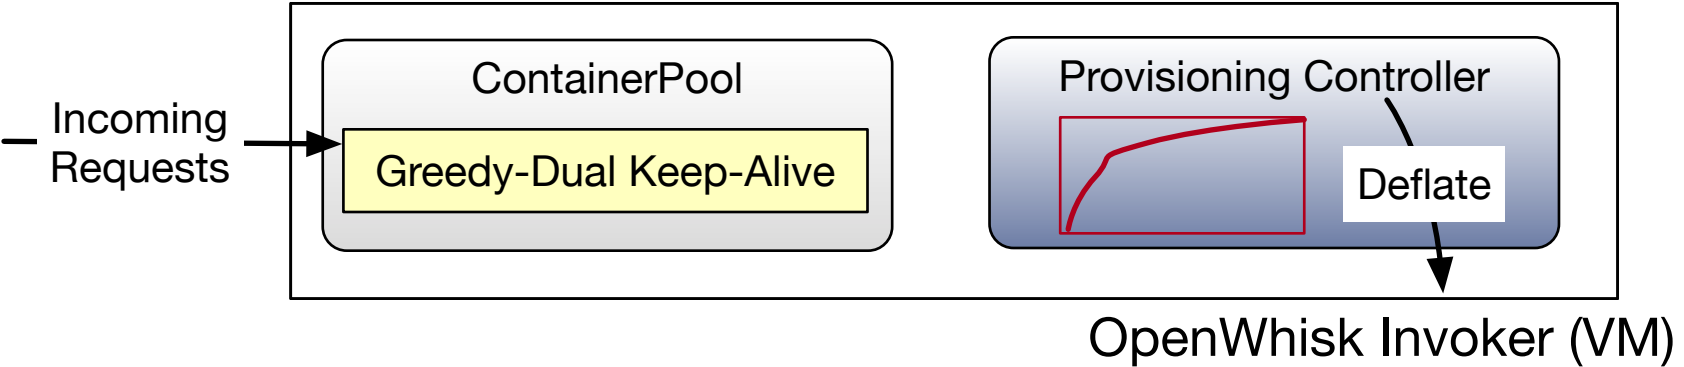 Incoming
Requests
ContainerPool
Greedy-Dual Keep-Alive
Provisioning Controller
Deflate
OpenWhisk Invoker (VM)